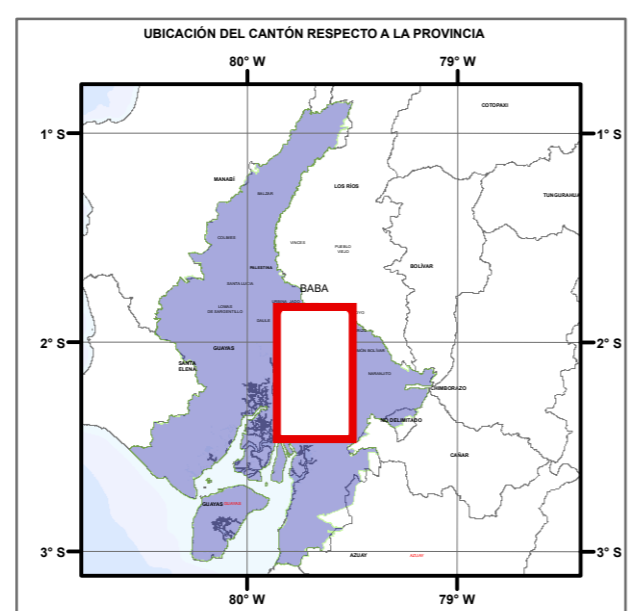 UBICACIÓN DEL CANTÓN RESPECTO A LA PROVINCIA
80° W 79° W
COTOPAXI
1° S 1° S
MANABÍ
LOS RÍOS
BALZAR
TUNGURAHUA
COLIMES
VINCES
PUEBLO
VIEJO
PALESTINA
BOLÍVAR
SANTA LUCÍA
BABA
LOMAS
DE SARGENTILLO
DAULE
2° S 2° S
GUAYAS
SANTA
ELENA
NARANJITO
CHIMBORAZO
NO DELIMITADO
CAÑAR
GUAYAS
3° S 3° S
AZUAY AZUAY
80° W 79° W